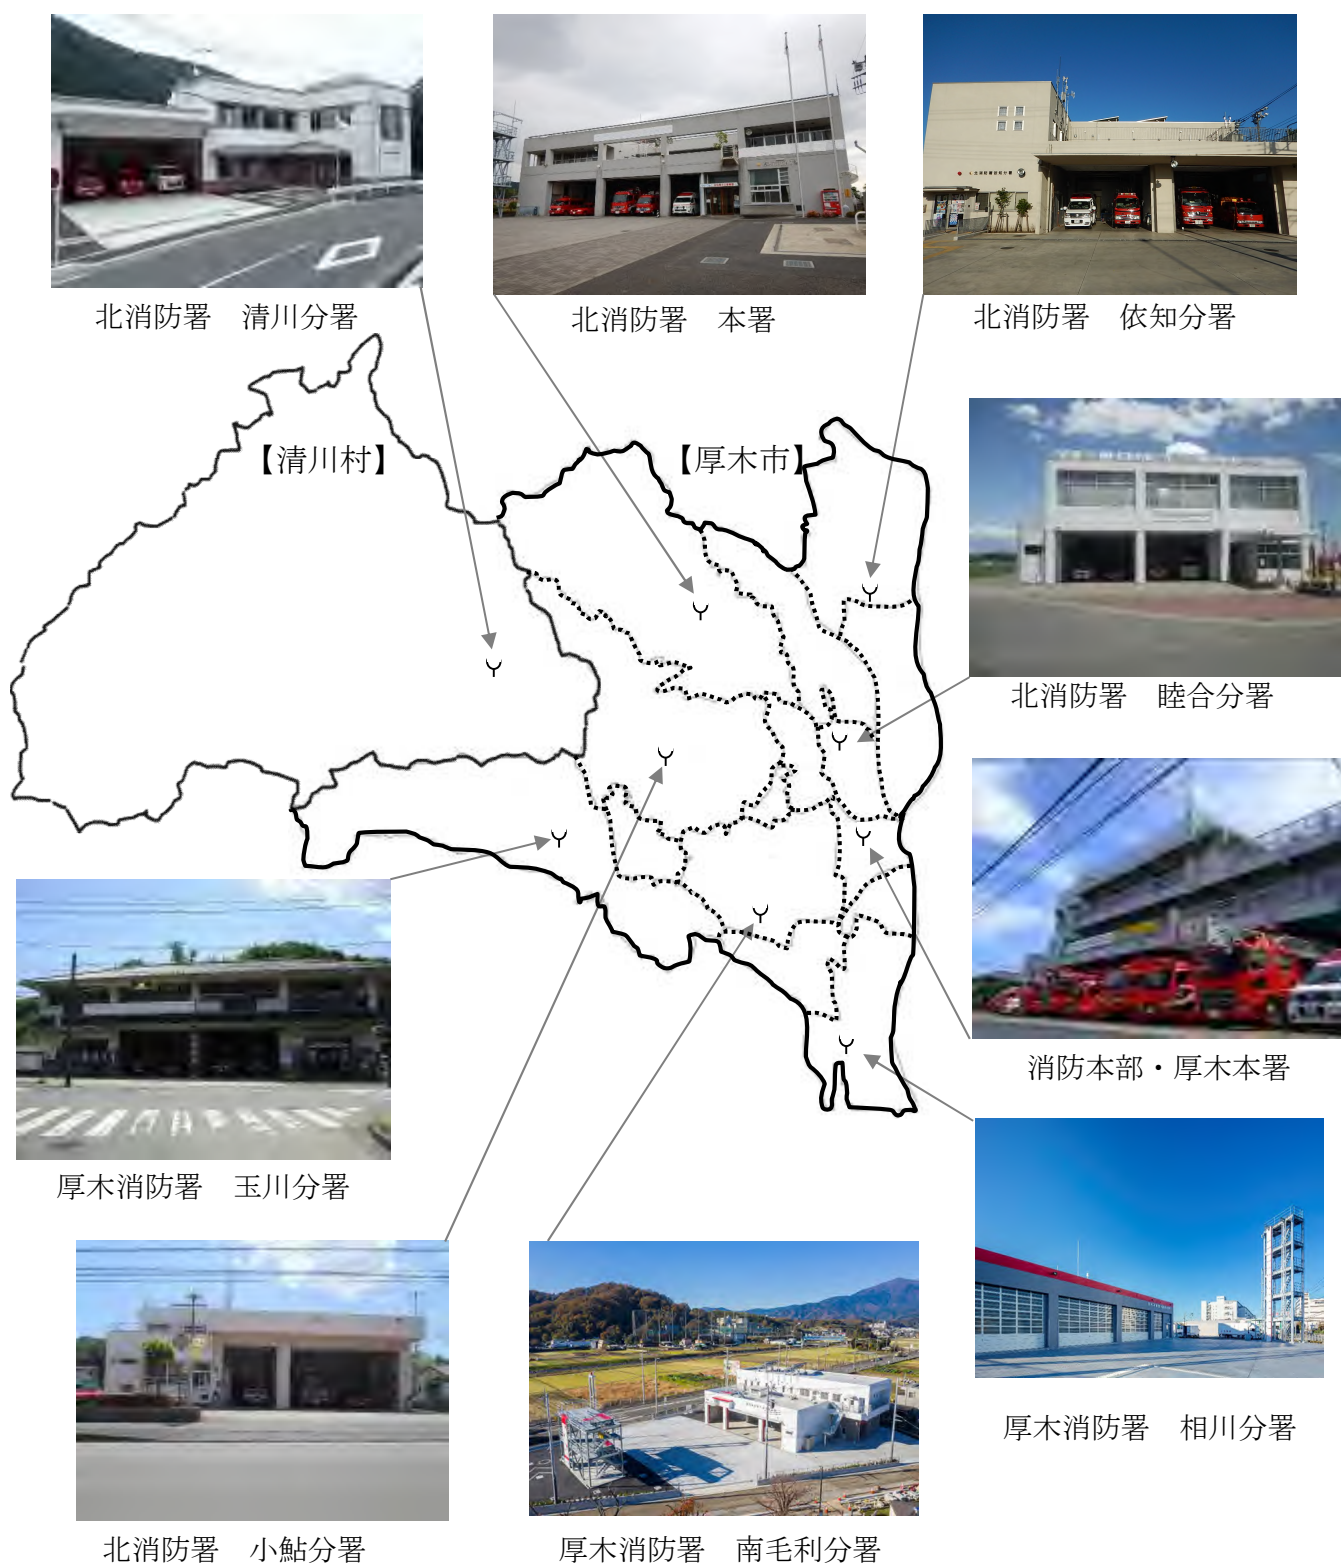 北消防署　清川分署
北消防署　本署
北消防署　依知分署
【清川村】
【厚木市】
北消防署　睦合分署
消防本部・厚木本署
厚木消防署　玉川分署
厚木消防署　相川分署
北消防署　小鮎分署
厚木消防署　南毛利分署